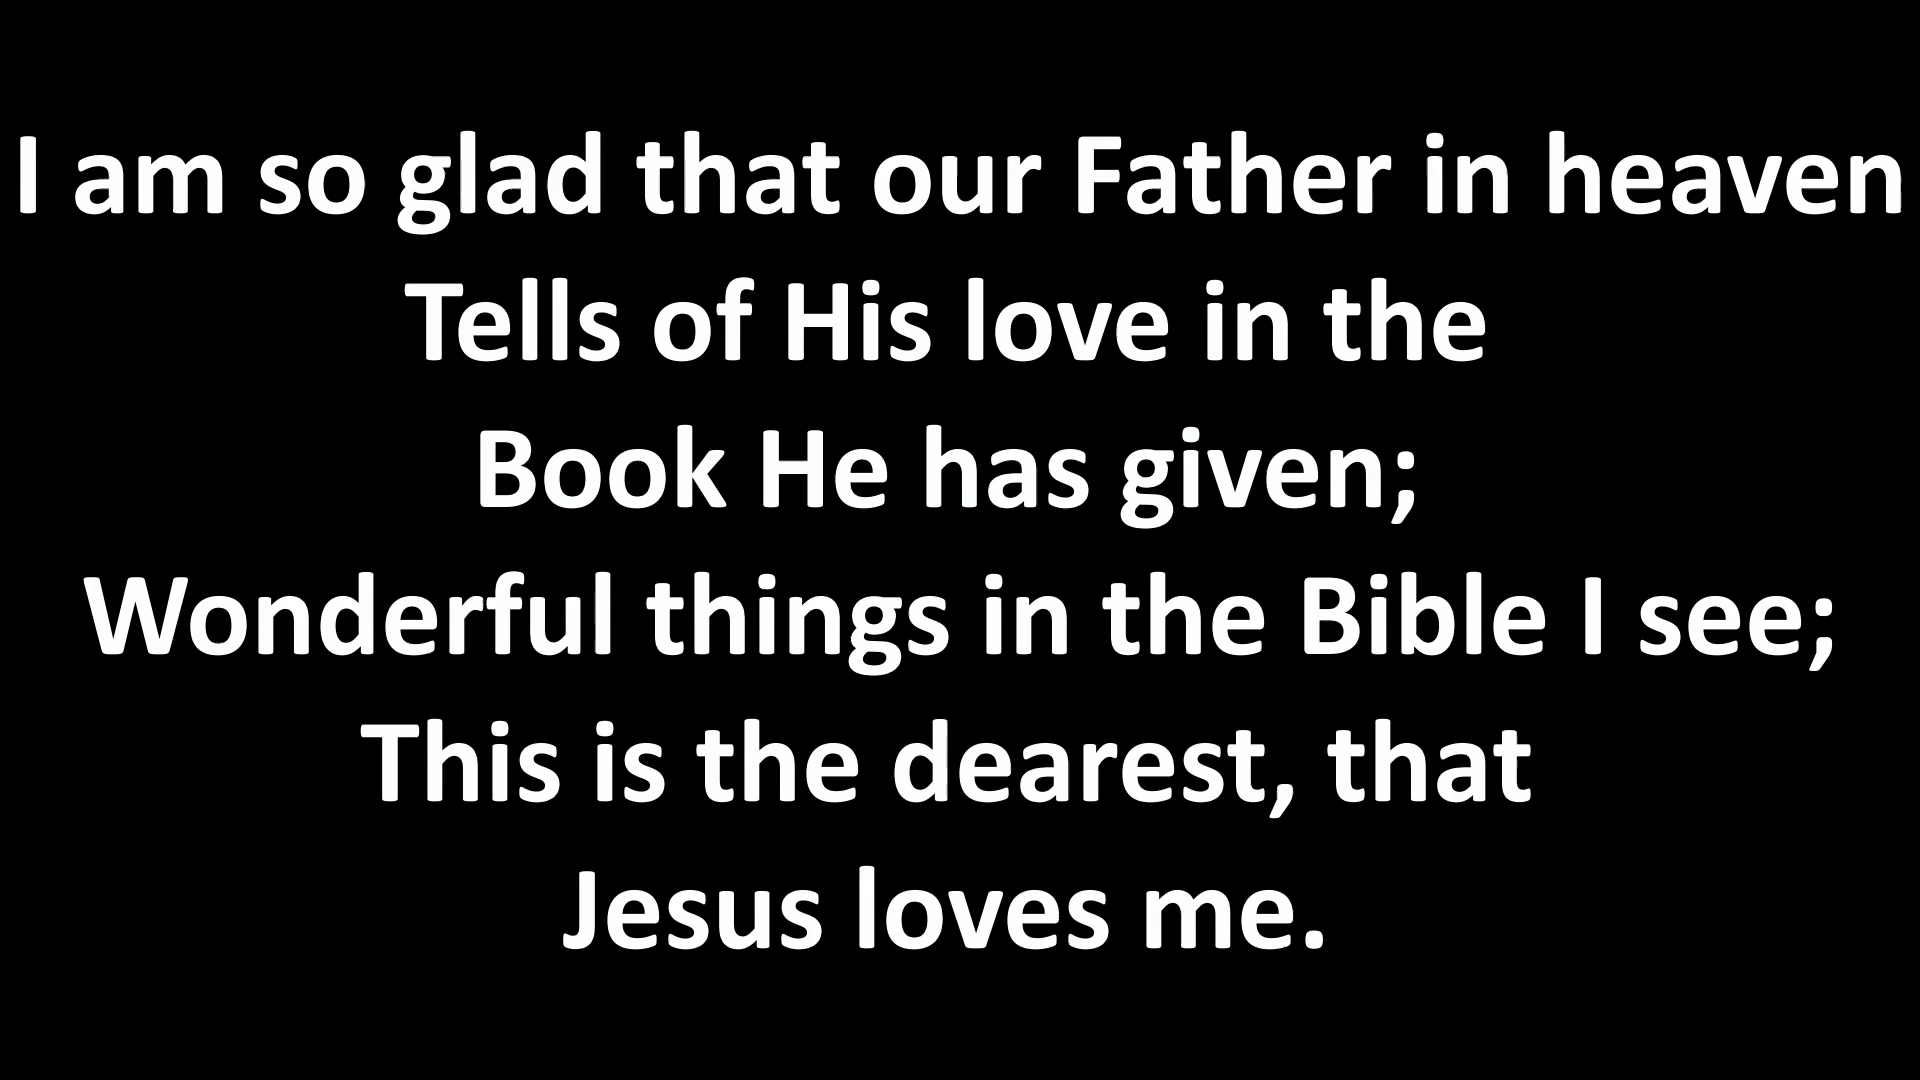 I am so glad that our Father in heaven
Tells of His love in the
Book He has given;
Wonderful things in the Bible I see;
This is the dearest, that
Jesus loves me.